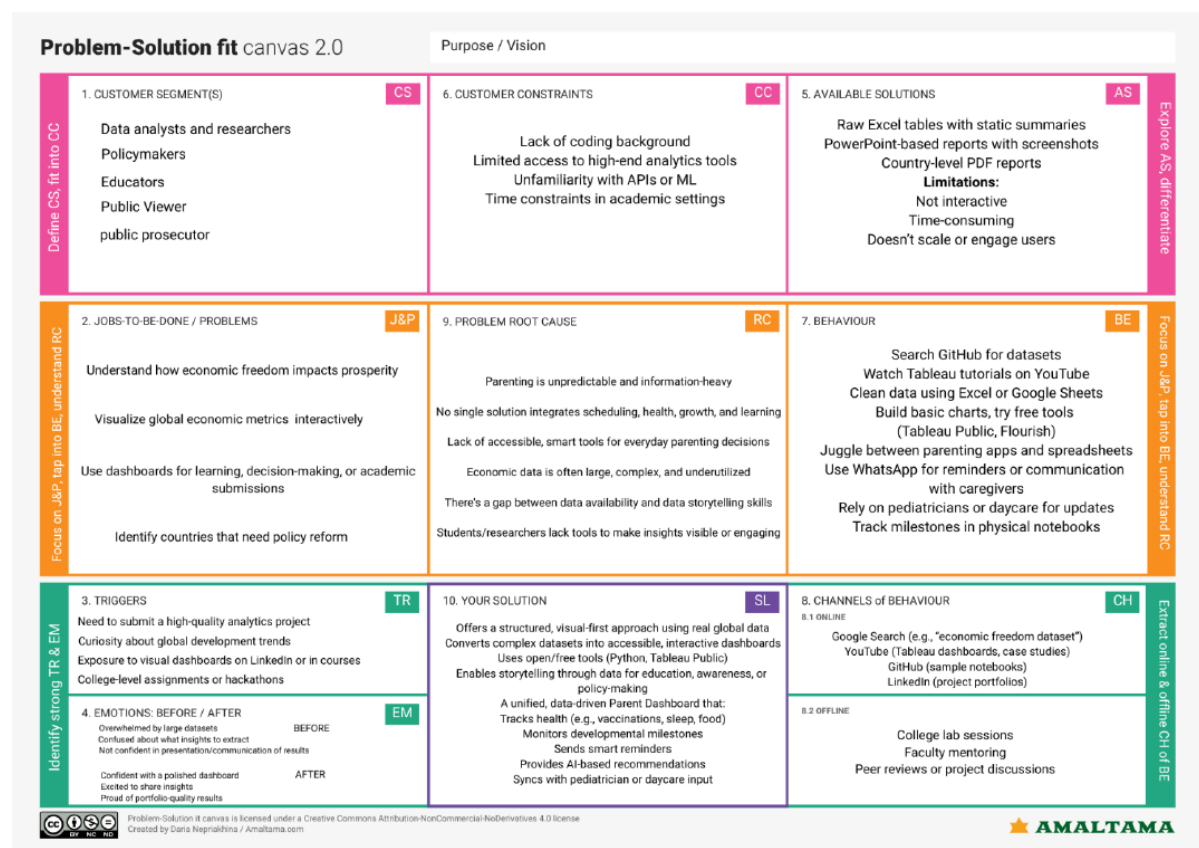 Problem-Solution fit canvas 2.0
Purpose / Vision
Define CS, fit into CC
1. CUSTOMER SEGMENT(S)
CS
Data analysts and researchers
Policymakers
Educators
Public Viewer
public prosecutor
6. CUSTOMER CONSTRAINTS
CC
Lack of coding background
Limited access to high-end analytics tools
Unfamiliarity with APIs or ML
Time constraints in academic settings
5. AVAILABLE SOLUTIONS
AS
Raw Excel tables with static summaries
PowerPoint-based reports with screenshots
Country-level PDF reports
Limitations:
Not interactive
Time-consuming
Doesn't scale or engage users
Explore AS, differentiate
Focus on J&P, tap into BE, understand RC
2. JOBS-TO-BE-DONE / PROBLEMS
J&P
Understand how economic freedom impacts prosperity
Visualize global economic metrics interactively
Use dashboards for learning, decision-making, or academic
submissions
Identify countries that need policy reform
9. PROBLEM ROOT CAUSE
RC
Parenting is unpredictable and information-heavy
No single solution integrates scheduling, health, growth, and learning
Lack of accessible, smart tools for everyday parenting decisions
Economic data is often large, complex, and underutilized
There's a gap between data availability and data storytelling skills
Students/researchers lack tools to make insights visible or engaging
7. BEHAVIOUR
BE
Search GitHub for datasets
Watch Tableau tutorials on YouTube
Clean data using Excel or Google Sheets
Build basic charts, try free tools
(Tableau Public, Flourish)
Juggle between parenting apps and spreadsheets
Use WhatsApp for reminders or communication
with caregivers
Rely on pediatricians or daycare for updates
Track milestones in physical notebooks
Focus on J&P, tap into BE, understand RC
Identify strong TR & EM
3. TRIGGERS
TR
Need to submit a high-quality analytics project
Curiosity about global development trends
Exposure to visual dashboards on LinkedIn or in courses
College-level assignments or hackathons
4. EMOTIONS: BEFORE / AFTER
EM
Overwhelmed by large datasets
BEFORE
Confused about what insights to extract
Not confident in presentation/communication of results
Confident with a polished dashboard
AFTER
Excited to share insights
Proud of portfolio-quality results
10. YOUR SOLUTION
SL
Offers a structured, visual-first approach using real global data
Converts complex datasets into accessible, interactive dashboards
Uses open/free tools (Python, Tableau Public)
Enables storytelling through data for education, awareness, or
policy-making
A unified, data-driven Parent Dashboard that:
Tracks health (e.g., vaccinations, sleep, food)
Monitors developmental milestones
Sends smart reminders
Provides AI-based recommendations
Syncs with pediatrician or daycare input
8. CHANNELS of BEHAVIOUR
CH
8.1 ONLINE
Google Search (e.g., "economic freedom dataset")
YouTube (Tableau dashboards, case studies)
GitHub (sample notebooks)
LinkedIn (project portfolios)
8.2 OFFLINE
College lab sessions
Faculty mentoring
Peer reviews or project discussions
Extract online & offline CH of BE
CC BY NC ND
Problem-Solution it canvas is licensed under a Creative Commons Attribution-NonCommercial-NoDerivatives 4.0 license
Created by Daria Nepriakhina / Amaltama.com
AMALTAMA